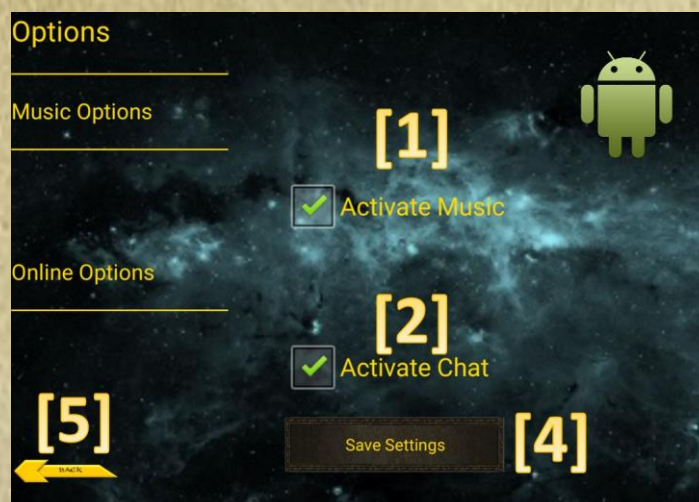 Options
Music Options
[1]
Activate Music
Online Options
[2]
Activate Chat
[5]
Save Settings
[4]
BACK